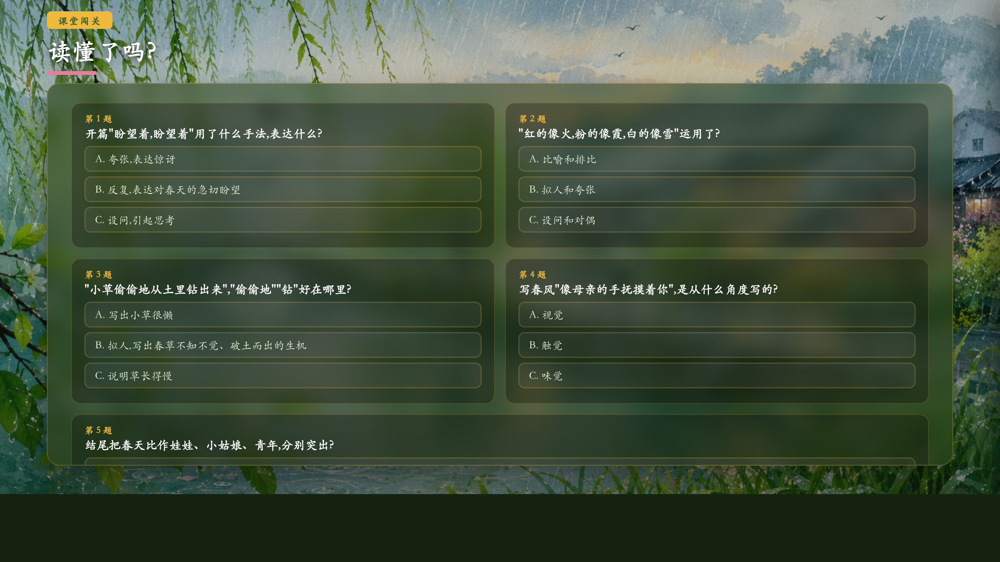 课堂闯关
读懂了吗?
第 1 题
开篇"盼望着,盼望着"用了什么手法,表达什么?
A. 夸张,表达惊讶
B. 反复,表达对春天的急切盼望
C. 设问,引起思考
第 2 题
"红的像火,粉的像霞,白的像雪"运用了?
A. 比喻和排比
B. 拟人和夸张
C. 设问和对偶
第 3 题
"小草偷偷地从土里钻出来","偷偷地""钻"好在哪里?
A. 写出小草很懒
B. 拟人,写出春草不知不觉、破土而出的生机
C. 说明草长得慢
第 4 题
写春风"像母亲的手抚摸着你",是从什么角度写的?
A. 视觉
B. 触觉
C. 味觉
第 5 题
结尾把春天比作娃娃、小姑娘、青年,分别突出?